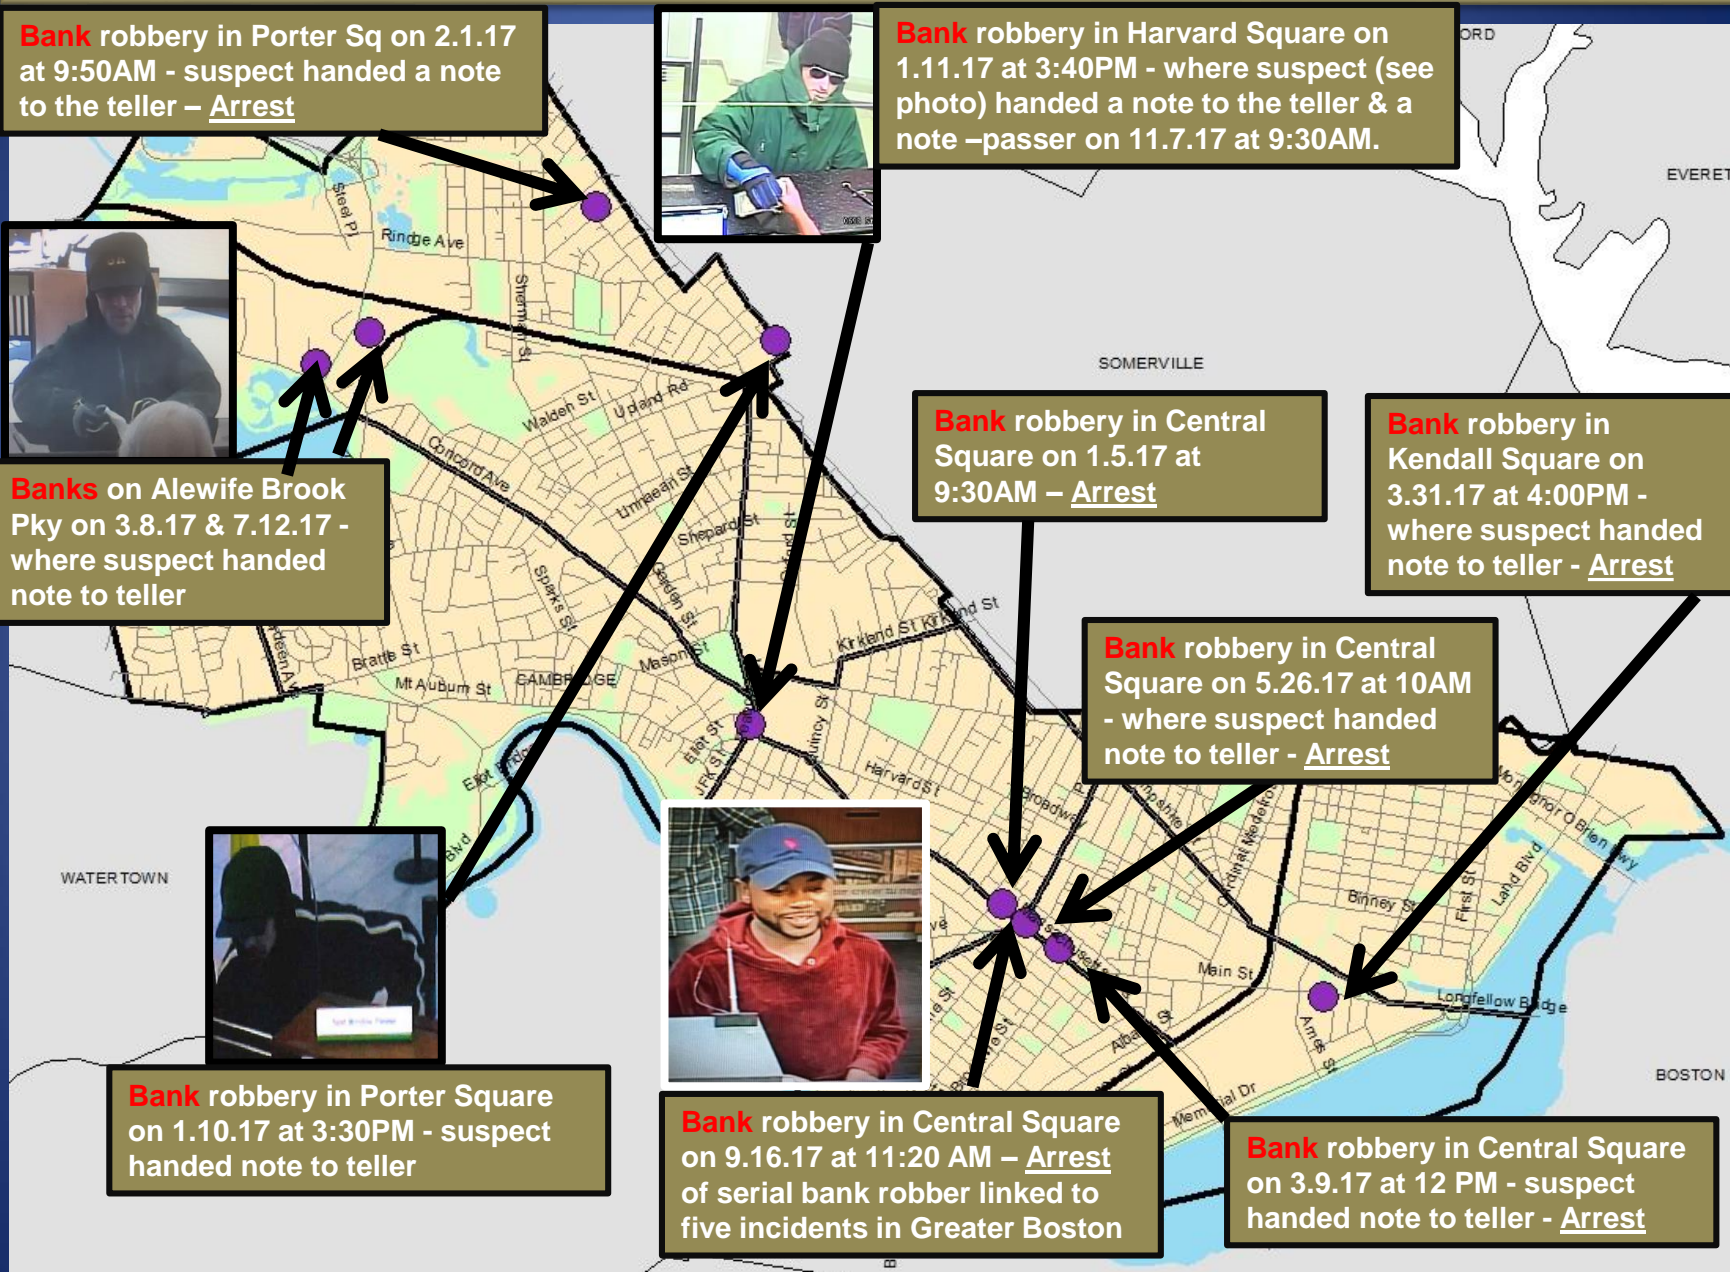 Bank robbery in Porter Sq on 2.1.17
at 9:50AM - suspect handed a note
to the teller – Arrest
Bank robbery in Harvard Square on
1.11.17 at 3:40PM - where suspect (see
photo) handed a note to the teller & a
note –passer on 11.7.17 at 9:30AM.
ORD
EVERET
Steel Pl
Rindge Ave
Sherman St
SOMERVILLE
Walden St
Upland Rd
Bank robbery in Central
Square on 1.5.17 at
9:30AM – Arrest
Bank robbery in
Kendall Square on
3.31.17 at 4:00PM -
where suspect handed
note to teller - Arrest
Banks on Alewife Brook
Pky on 3.8.17 & 7.12.17 -
where suspect handed
note to teller
Concord Ave
Linnaean St
Shepard St
Garden St
Sparks St
Kirkland St
Kirkland St
Brattle St
Mason St
Mt Auburn St
CAMBRIDGE
Bank robbery in Central
Square on 5.26.17 at 10AM
- where suspect handed
note to teller - Arrest
Eliot St
JFK St
Quincy St
Eliot Bridge
Harvard St
Broadway
Monsignor O Brien Hwy
Blvd
WATERTOWN
Binney St
First St
Land Blvd
Main St
Longfellow Bridge
Ames St
Memorial Dr
BOSTON
Bank robbery in Porter Square
on 1.10.17 at 3:30PM - suspect
handed note to teller
Bank robbery in Central Square
on 9.16.17 at 11:20 AM – Arrest
of serial bank robber linked to
five incidents in Greater Boston
Bank robbery in Central Square
on 3.9.17 at 12 PM - suspect
handed note to teller - Arrest